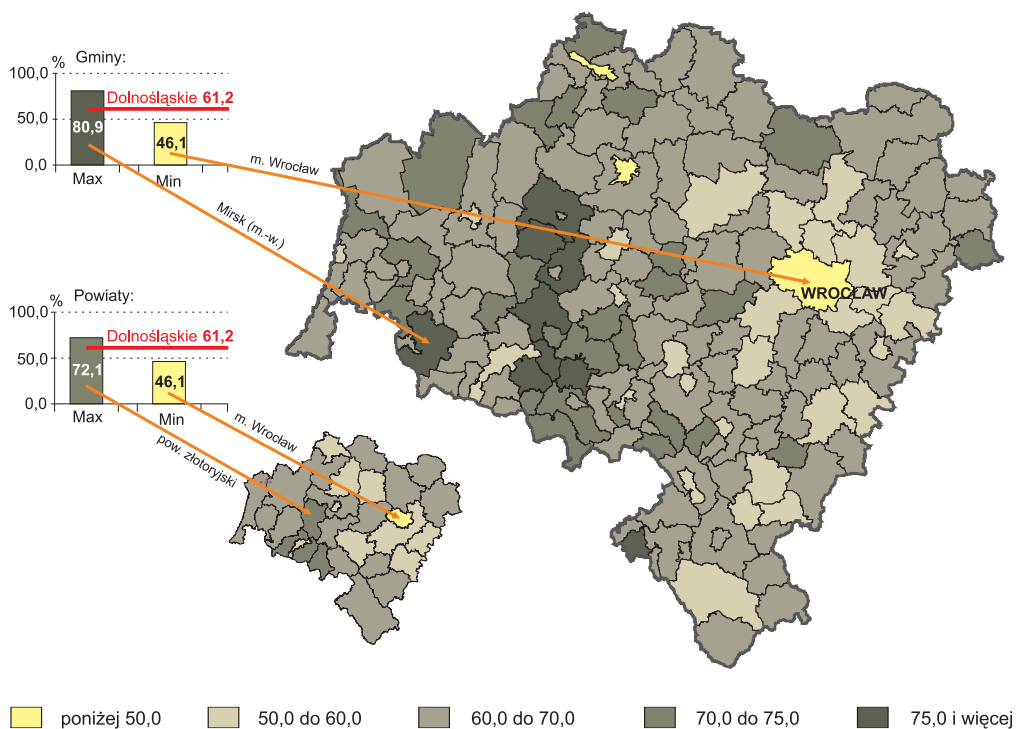 Gminy:
%
100,0
50,0
0,0
Dolnośląskie 61,2
80,9
46,1
Max
Min
m. Wrocław
Mirsk (m.-w.)
WROCŁAW
Powiaty:
%
100,0
50,0
0,0
Dolnośląskie 61,2
72,1
46,1
Max
Min
m. Wrocław
pow. złotoryjski
poniżej 50,0
50,0 do 60,0
60,0 do 70,0
70,0 do 75,0
75,0 i więcej